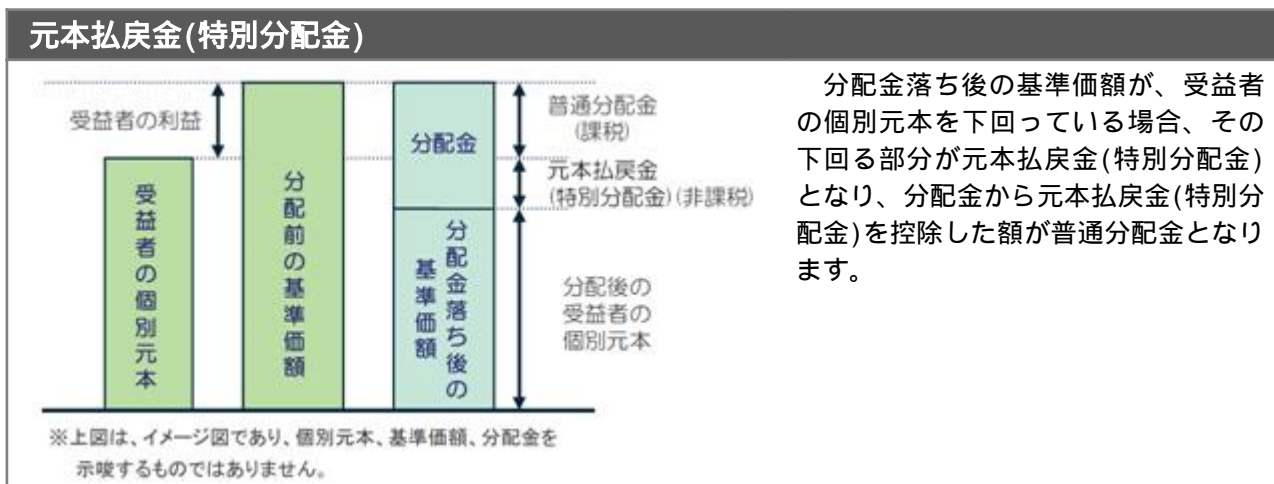 元本払戻金(特別分配金)
受益者の利益
受益者の個別元本
分配前の基準価額
分配金
分配金落ち後の
基準価額
普通分配金
(課税)
元本払戻金
(特別分配金)(非課税)
分配後の
受益者の
個別元本
※上図は、イメージ図であり、個別元本、基準価額、分配金を
示唆するものではありません。
分配金落ち後の基準価額が、受益者
の個別元本を下回っている場合、その
下回る部分が元本払戻金(特別分配金)
となり、分配金から元本払戻金(特別分
配金)を控除した額が普通分配金となり
ます。